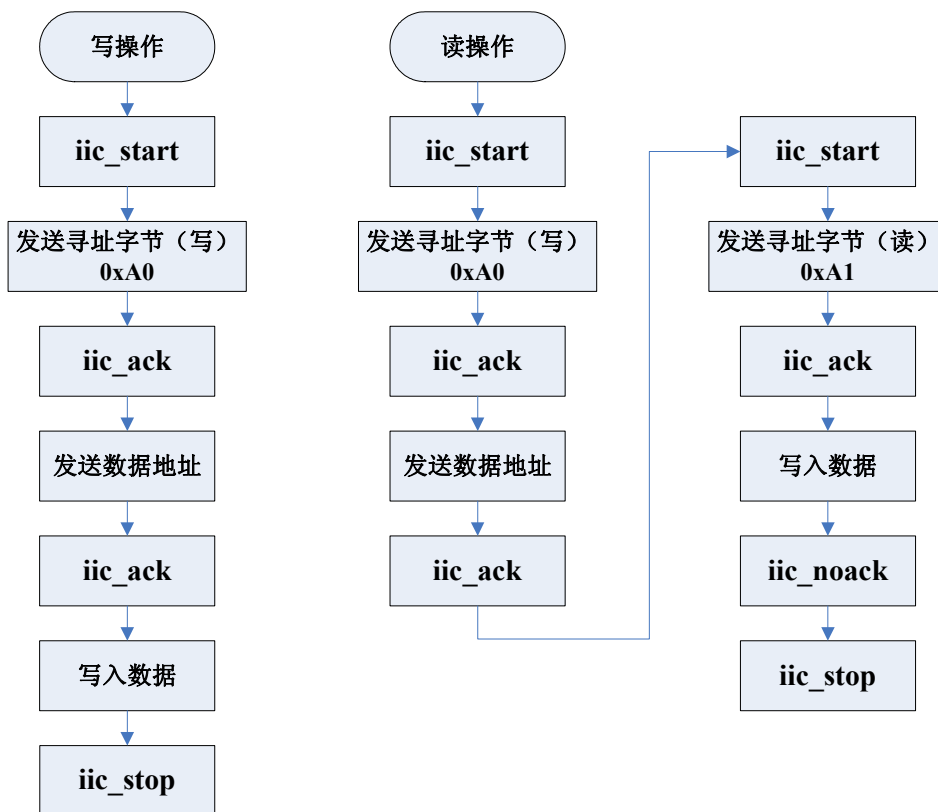 写操作
iic_start
发送寻址字节（写）
0xA0
iic_ack
发送数据地址
iic_ack
写入数据
iic_stop
读操作
iic_start
发送寻址字节（写）
0xA0
iic_ack
发送数据地址
iic_ack
iic_start
发送寻址字节（读）
0xA1
iic_ack
写入数据
iic_noack
iic_stop